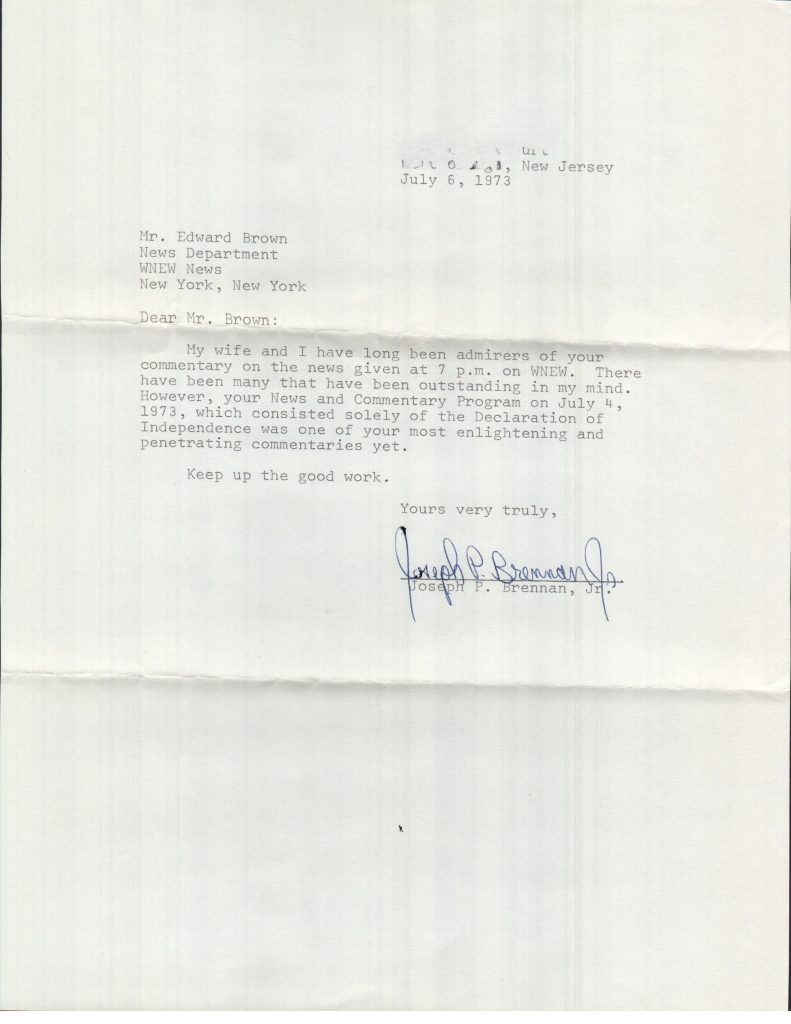 New Jersey
July 6, 1973
Mr. Edward Brown
News Department
WNEW News
New York, New York
Dear Mr. Brown:
My wife and I have long been admirers of your
commentary on the news given at 7 p.m. on WNEW. There
have been many that have been outstanding in my mind.
However, your News and Commentary Program on July 4,
1973, which consisted solely of the Declaration of
Independence was one of your most enlightening and
penetrating commentaries yet.
Keep up the good work.
Yours very truly,
Joseph P. Brennan Jr.
Joseph P. Brennan, Jr.